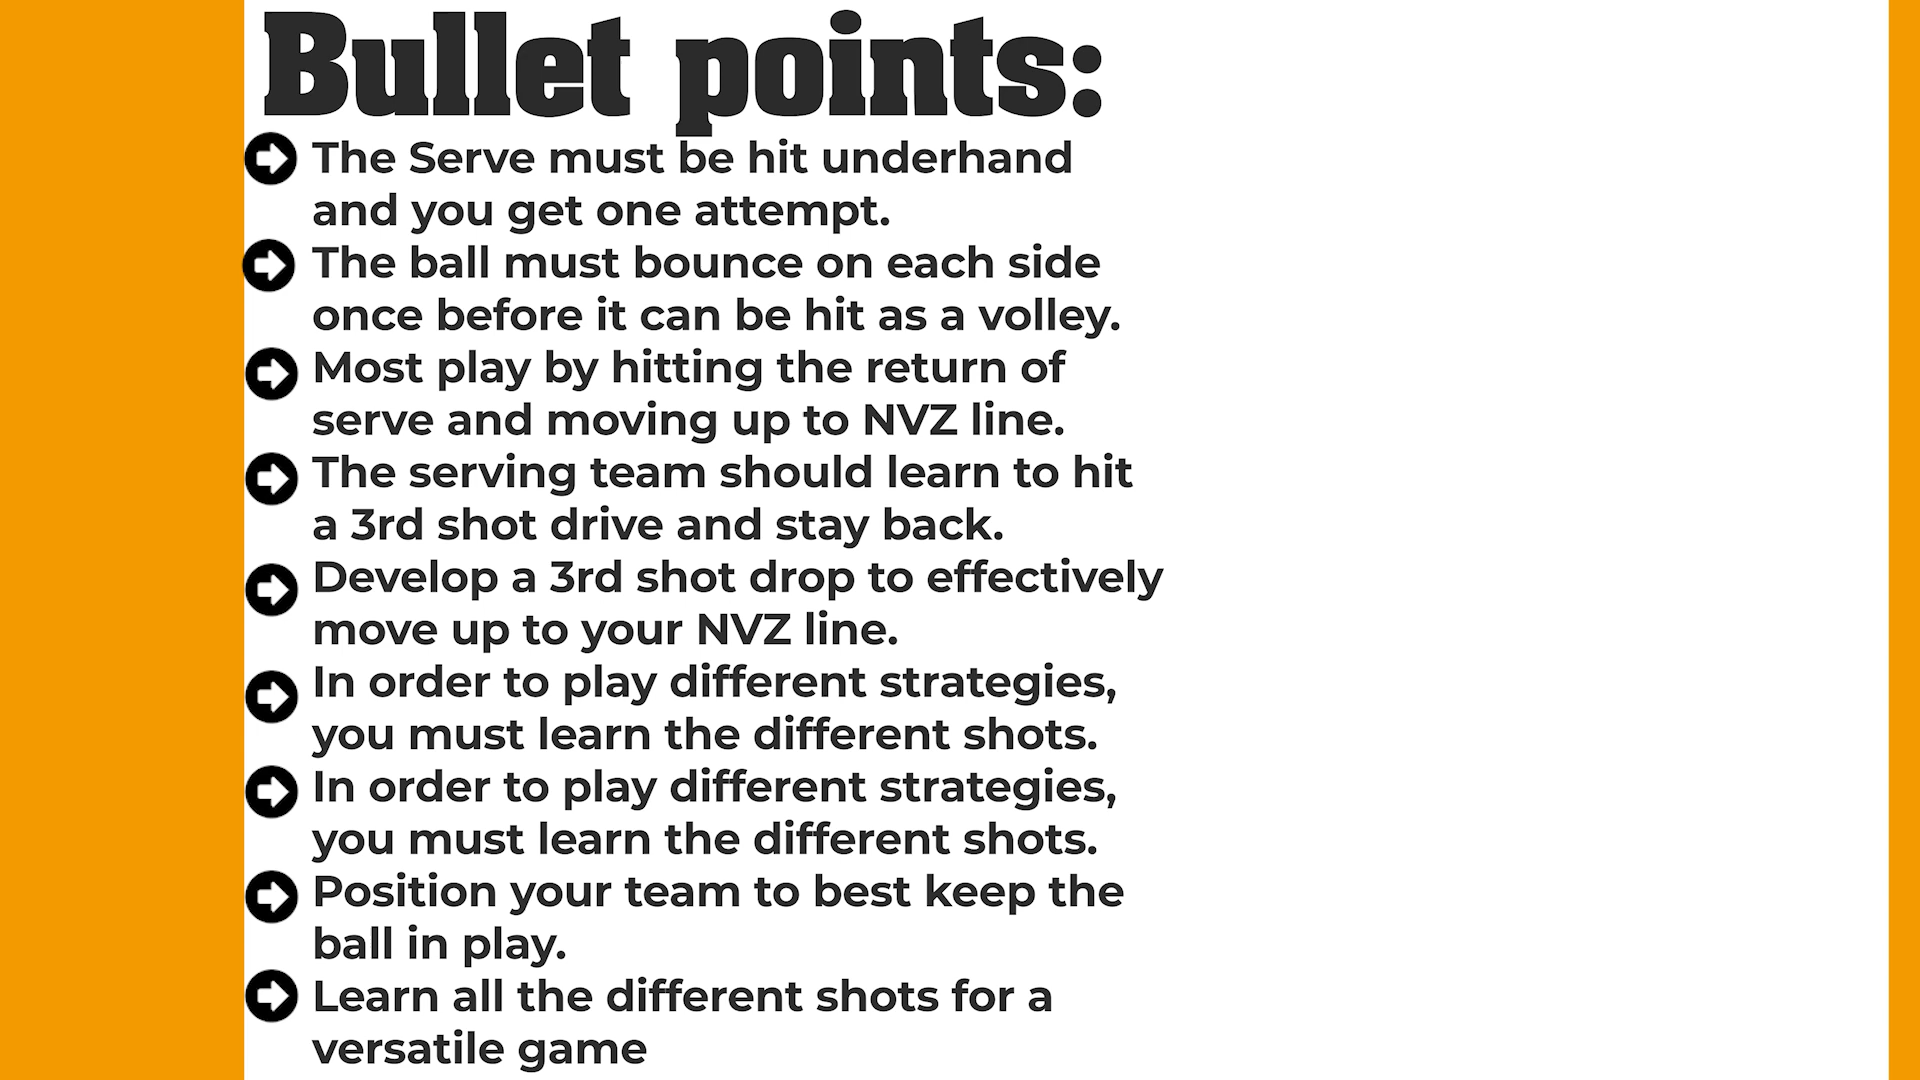 Bullet points:
The Serve must be hit underhand
and you get one attempt.
The ball must bounce on each side
once before it can be hit as a volley.
Most play by hitting the return of
serve and moving up to NVZ line.
The serving team should learn to hit
a 3rd shot drive and stay back.
Develop a 3rd shot drop to effectively
move up to your NVZ line.
In order to play different strategies,
you must learn the different shots.
In order to play different strategies,
you must learn the different shots.
Position your team to best keep the
ball in play.
Learn all the different shots for a
versatile game